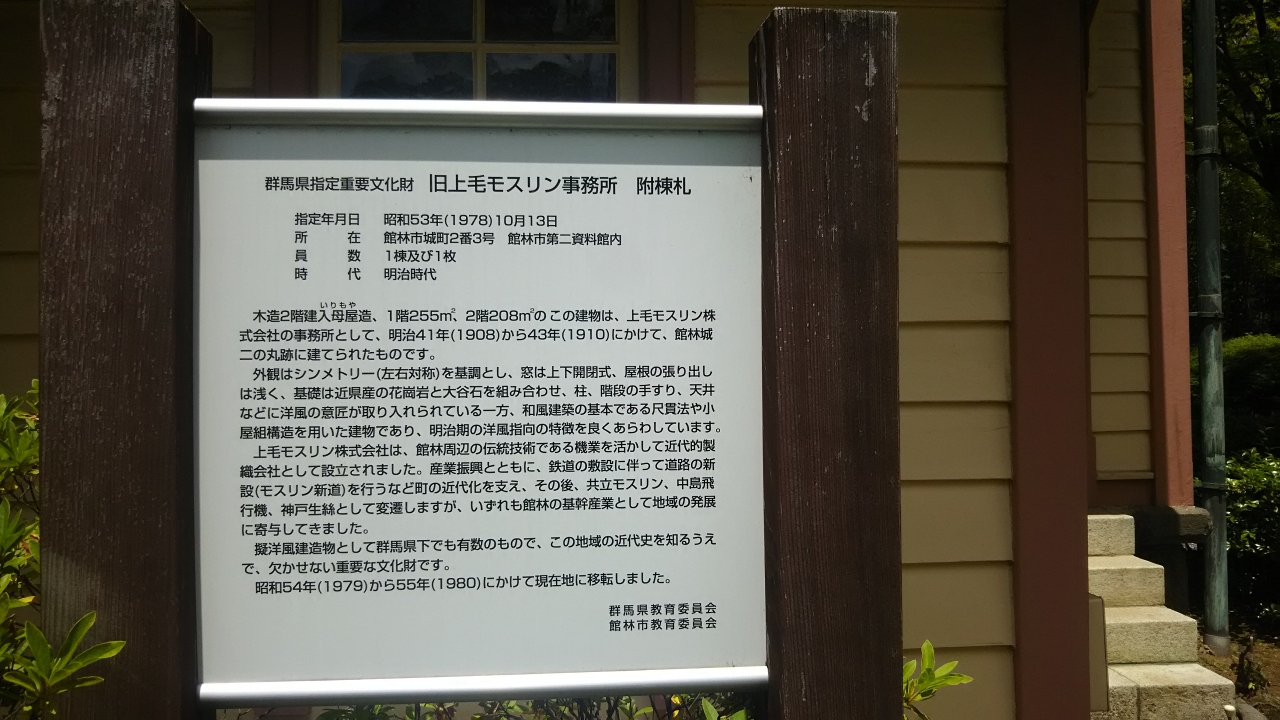 群馬県指定重要文化財 旧上毛モスリン事務所 附棟札
指定年月日 昭和53年(1978)10月13日
所在 館林市城町2番3号 館林市第二資料館内
員数 1棟及び1枚
時代 明治時代
いりもや
木造2階建入母屋造、1階255㎡、2階208㎡のこの建物は、上毛モスリン株
式会社の事務所として、明治41年(1908)から43年(1910)にかけて、館林城
二の丸跡に建てられたものです。
外観はシンメトリー(左右対称)を基調とし、窓は上下開閉式、屋根の張り出し
は浅く、基礎は近県産の花崗岩と大谷石を組み合わせ、柱、階段の手すり、天井
などに洋風の意匠が取り入れられている一方、和風建築の基本である尺貫法や小
屋組構造を用いた建物であり、明治期の洋風指向の特徴を良くあらわしています。
上毛モスリン株式会社は、館林周辺の伝統技術である機業を活かして近代的製
織会社として設立されました。産業振興とともに、鉄道の敷設に伴って道路の新
設(モスリン新道)を行うなど町の近代化を支え、その後、共立モスリン、中島飛
行機、神戸生絲として変遷しますが、いずれも館林の基幹産業として地域の発展
に寄与してきました。
擬洋風建造物として群馬県下でも有数のもので、この地域の近代史を知るうえ
で、欠かせない重要な文化財です。
昭和54年(1979)から55年(1980)にかけて現在地に移転しました。
群馬県教育委員会
館林市教育委員会